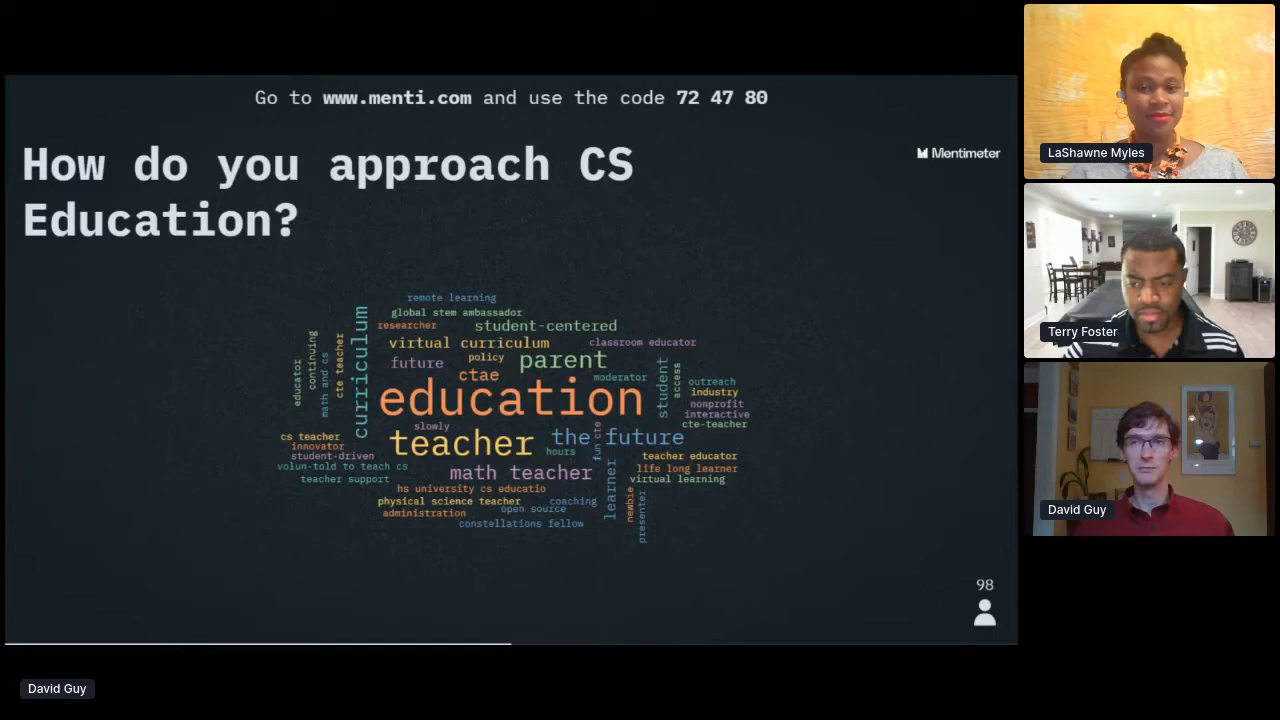 Go to www.menti.com and use the code 72 47 80
How do you approach CS
Education?
Mentimeter
remote learning
global stem ambassador
researcher
student-centered
virtual curriculum
classroom educator
future
policy
parent
ctae
moderator
education
educator
continuing
math and cs
cte teacher
curriculum
student
access
outreach
industry
nonprofit
interactive
cte-teacher
slowly
teacher
the future
hours
fun cte
cs teacher
innovator
student-driven
volun-told to teach cs
teacher support
math teacher
learner
teacher educator
life long learner
virtual learning
hs university cs educatio
physical science teacher
coaching
open source
administration
constellations fellow
newbie
presenter
98
LaShawne Myles
Terry Foster
David Guy
David Guy